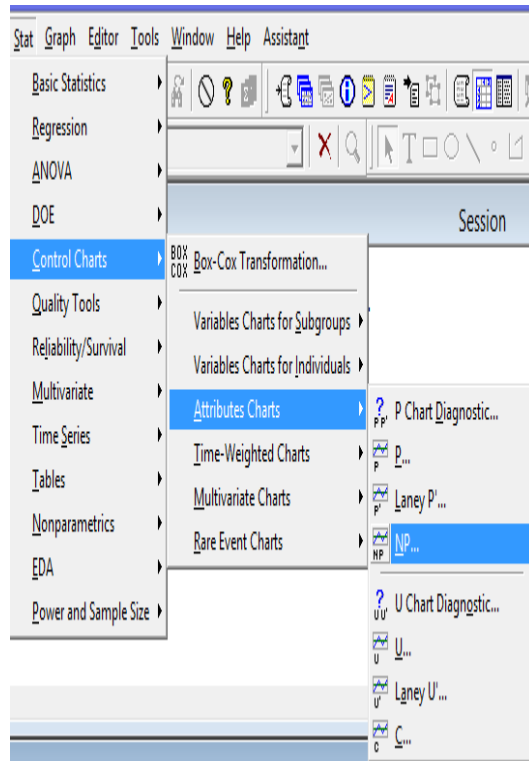 Stat Graph Editor Tools Window Help Assistant
Basic Statistics
Regression
ANOVA
DOE
Session
Control Charts
BOX COX Box-Cox Transformation...
Quality Tools
Variables Charts for Subgroups
Reliability/Survival
Variables Charts for Individuals
Multivariate
Attributes Charts
P P' P Chart Diagnostic...
Time Series
Time-Weighted Charts
P P...
Tables
Multivariate Charts
P' Laney P'...
Nonparametrics
Rare Event Charts
NP NP...
EDA
Power and Sample Size
U U' U Chart Diagnostic...
U U...
U' Laney U'...
C C...